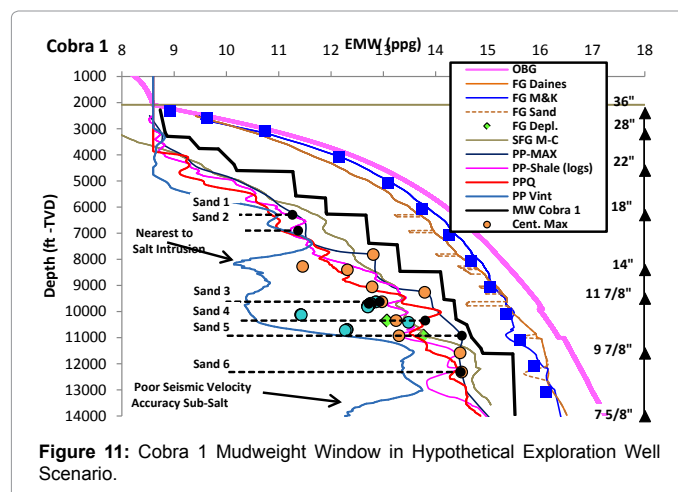 Cobra 1
EMW (ppg)
8 9 10 11 12 13 14 15 16 17 18
Depth (ft -TVD)
1000
2000
3000
4000
5000
6000
7000
8000
9000
10000
11000
12000
13000
14000
OBG
FG Daines
FG M&K
FG Sand
FG Depl.
SFG M-C
PP-MAX
PP-Shale (logs)
PPQ
PP Vint
MW Cobra 1
Cent. Max
36"
28"
22"
18"
14"
11 7/8"
9 7/8"
7 5/8"
Sand 1
Sand 2
Nearest to
Salt Intrusion
Sand 3
Sand 4
Sand 5
Sand 6
Poor Seismic Velocity
Accuracy Sub-Salt
Figure 11: Cobra 1 Mudweight Window in Hypothetical Exploration Well
Scenario.